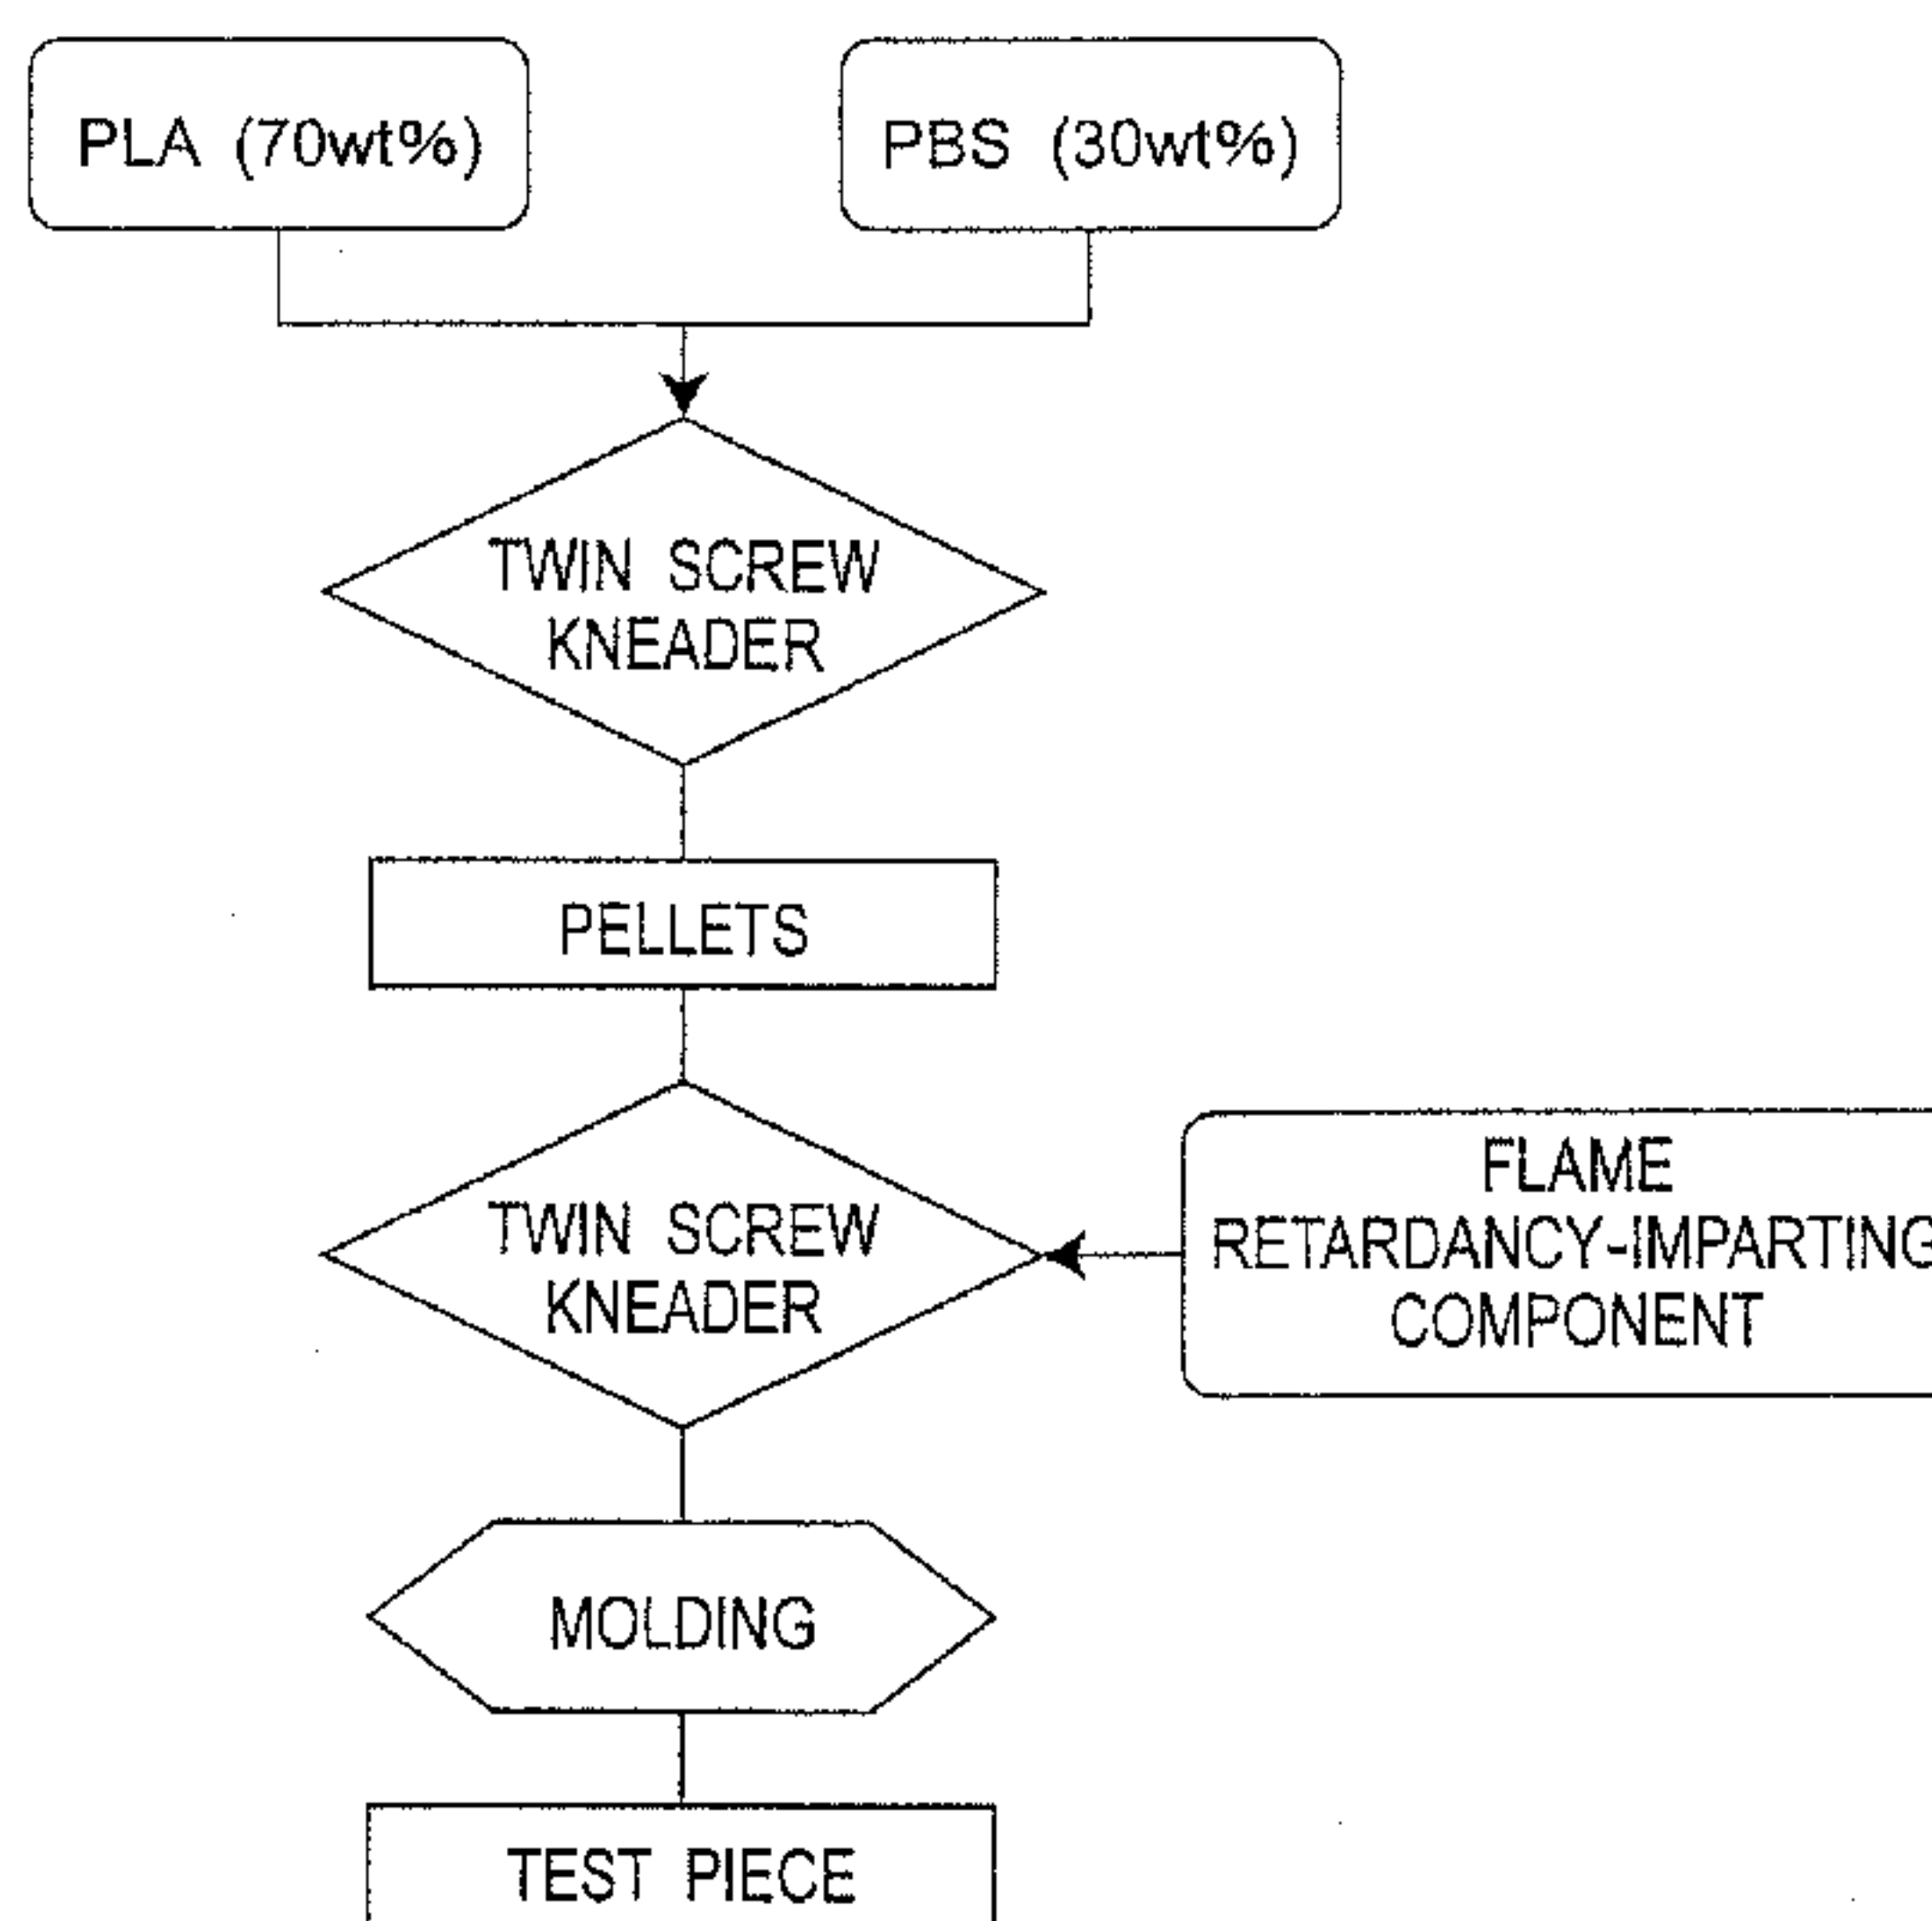 PLA (70wt%)
PBS (30wt%)
TWIN SCREW
KNEADER
PELLETS
TWIN SCREW
KNEADER
FLAME
RETARDANCY-IMPARTING
COMPONENT
MOLDING
TEST PIECE